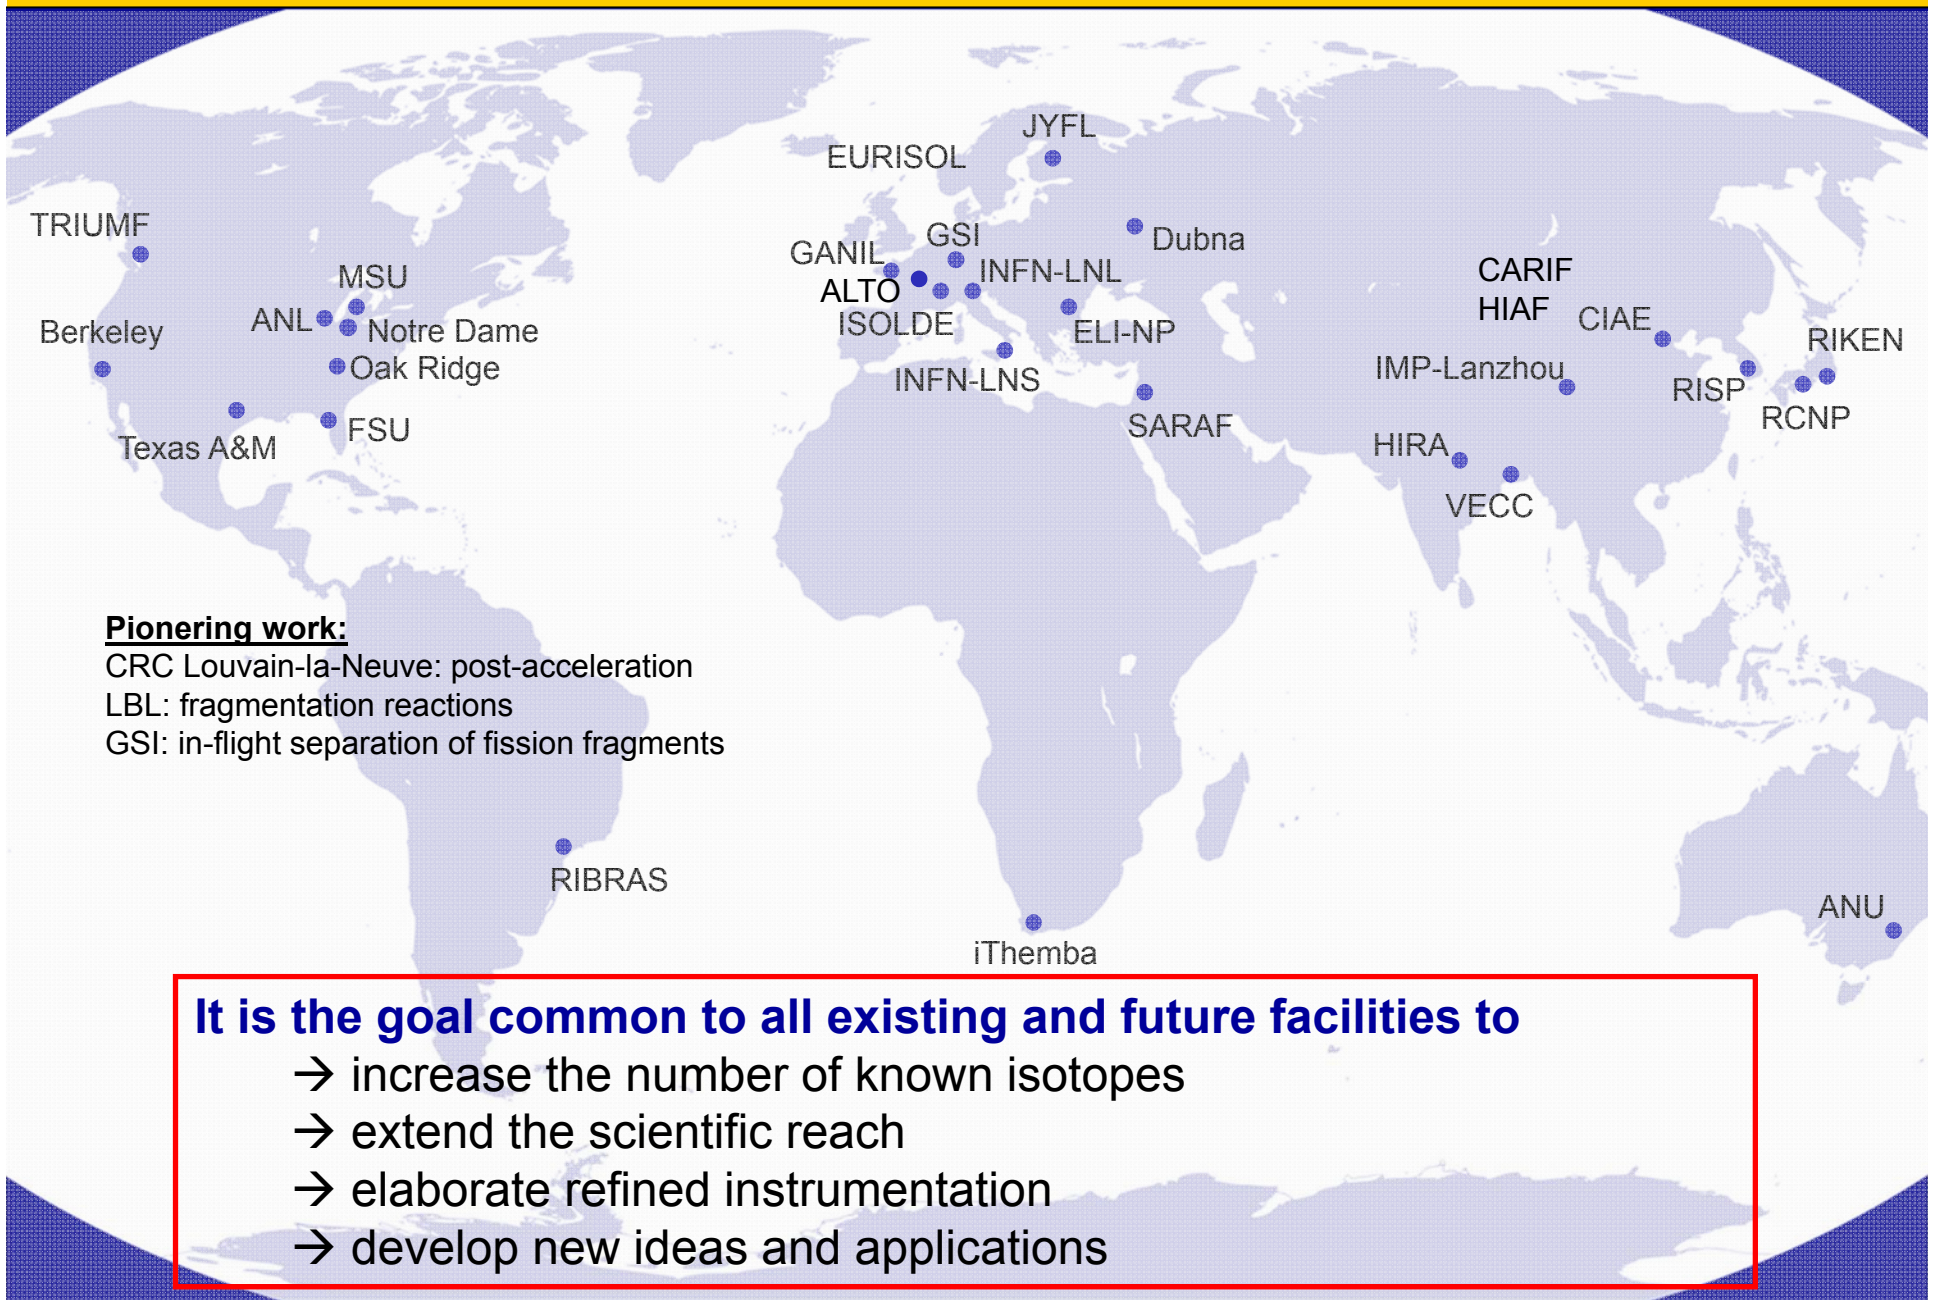 JYFL
EURISOL
TRIUMF
GSI
Dubna
GANIL
INFN-LNL
CARIF
MSU
ALTO
HIAF
ANL
Notre Dame
ISOLDE
ELI-NP
CIAE
Berkeley
RIKEN
Oak Ridge
INFN-LNS
IMP-Lanzhou
RISP
RCNP
FSU
SARAF
Texas A&M
HIRA
VECC
Pionering work:
CRC Louvain-la-Neuve: post-acceleration
LBL: fragmentation reactions
GSI: in-flight separation of fission fragments
RIBRAS
ANU
iThemba
It is the goal common to all existing and future facilities to
→ increase the number of known isotopes
→ extend the scientific reach
→ elaborate refined instrumentation
→ develop new ideas and applications